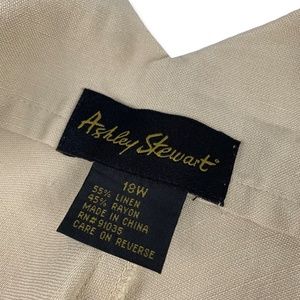 Ashley Stewart®
18W
55% LINEN
45% RAYON
MADE IN CHINA
RN# 91035
CARE ON REVERSE